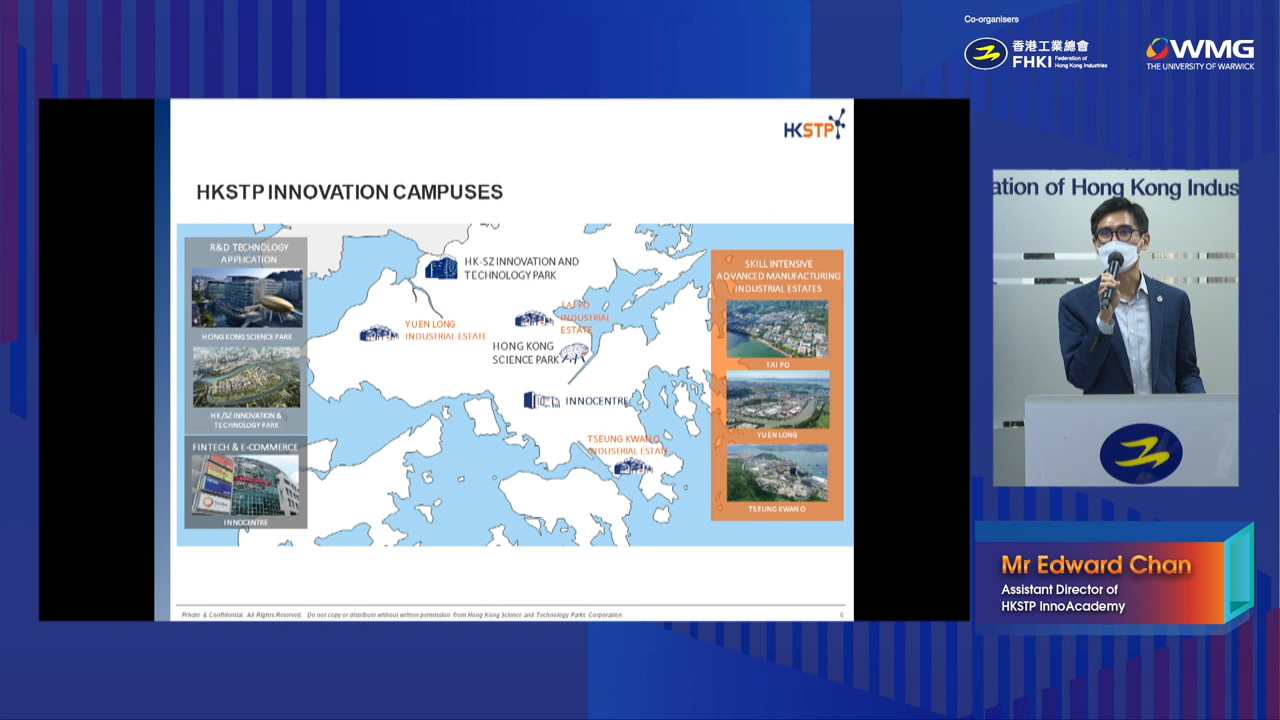 Co-organisers
香港工業總會
FHKI
Federation of
Hong Kong Industries
WMG
THE UNIVERSITY OF WARWICK
HKSTP
HKSTP INNOVATION CAMPUSES
R&D TECHNOLOGY
APPLICATION
HONG KONG SCIENCE PARK
HK/SZ INNOVATION &
TECHNOLOGY PARK
FINTECH & E-COMMERCE
INNOCENTRE
HK-SZ INNOVATION AND
TECHNOLOGY PARK
YUEN LONG
INDUSTRIAL ESTATE
TAI PO
INDUSTRIAL
ESTATE
HONG KONG
SCIENCE PARK
INNOCENTRE
TSEUNG KWAN O
INDUSTRIAL ESTAT
SKILL INTENSIVE
ADVANCED MANUFACTURING
INDUSTRIAL ESTATES
TAI PO
YUEN LONG
TSEUNG KWAN O
Private & Confidential. All Rights Reserved. Do not copy or distribute without written permission from Hong Kong Science and Technology Parks Corporation
6
ation of Hong Kong Indus
Mr Edward Chan
Assistant Director of
HKSTP InnoAcademy